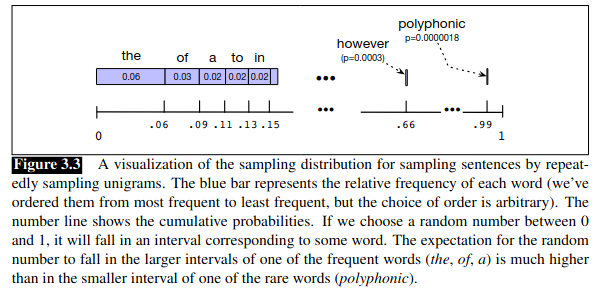 polyphonic
p=0.0000018
however
(p=0.0003)
the of a to in
0.06 0.03 0.02 0.02 0.02
... ...
.06 .09 .11 .13 .15 .66 .99
0 1
Figure 3.3 A visualization of the sampling distribution for sampling sentences by repeat-
edly sampling unigrams. The blue bar represents the relative frequency of each word (we've
ordered them from most frequent to least frequent, but the choice of order is arbitrary). The
number line shows the cumulative probabilities. If we choose a random number between 0
and 1, it will fall in an interval corresponding to some word. The expectation for the random
number to fall in the larger intervals of one of the frequent words (the, of, a) is much higher
than in the smaller interval of one of the rare words (polyphonic).